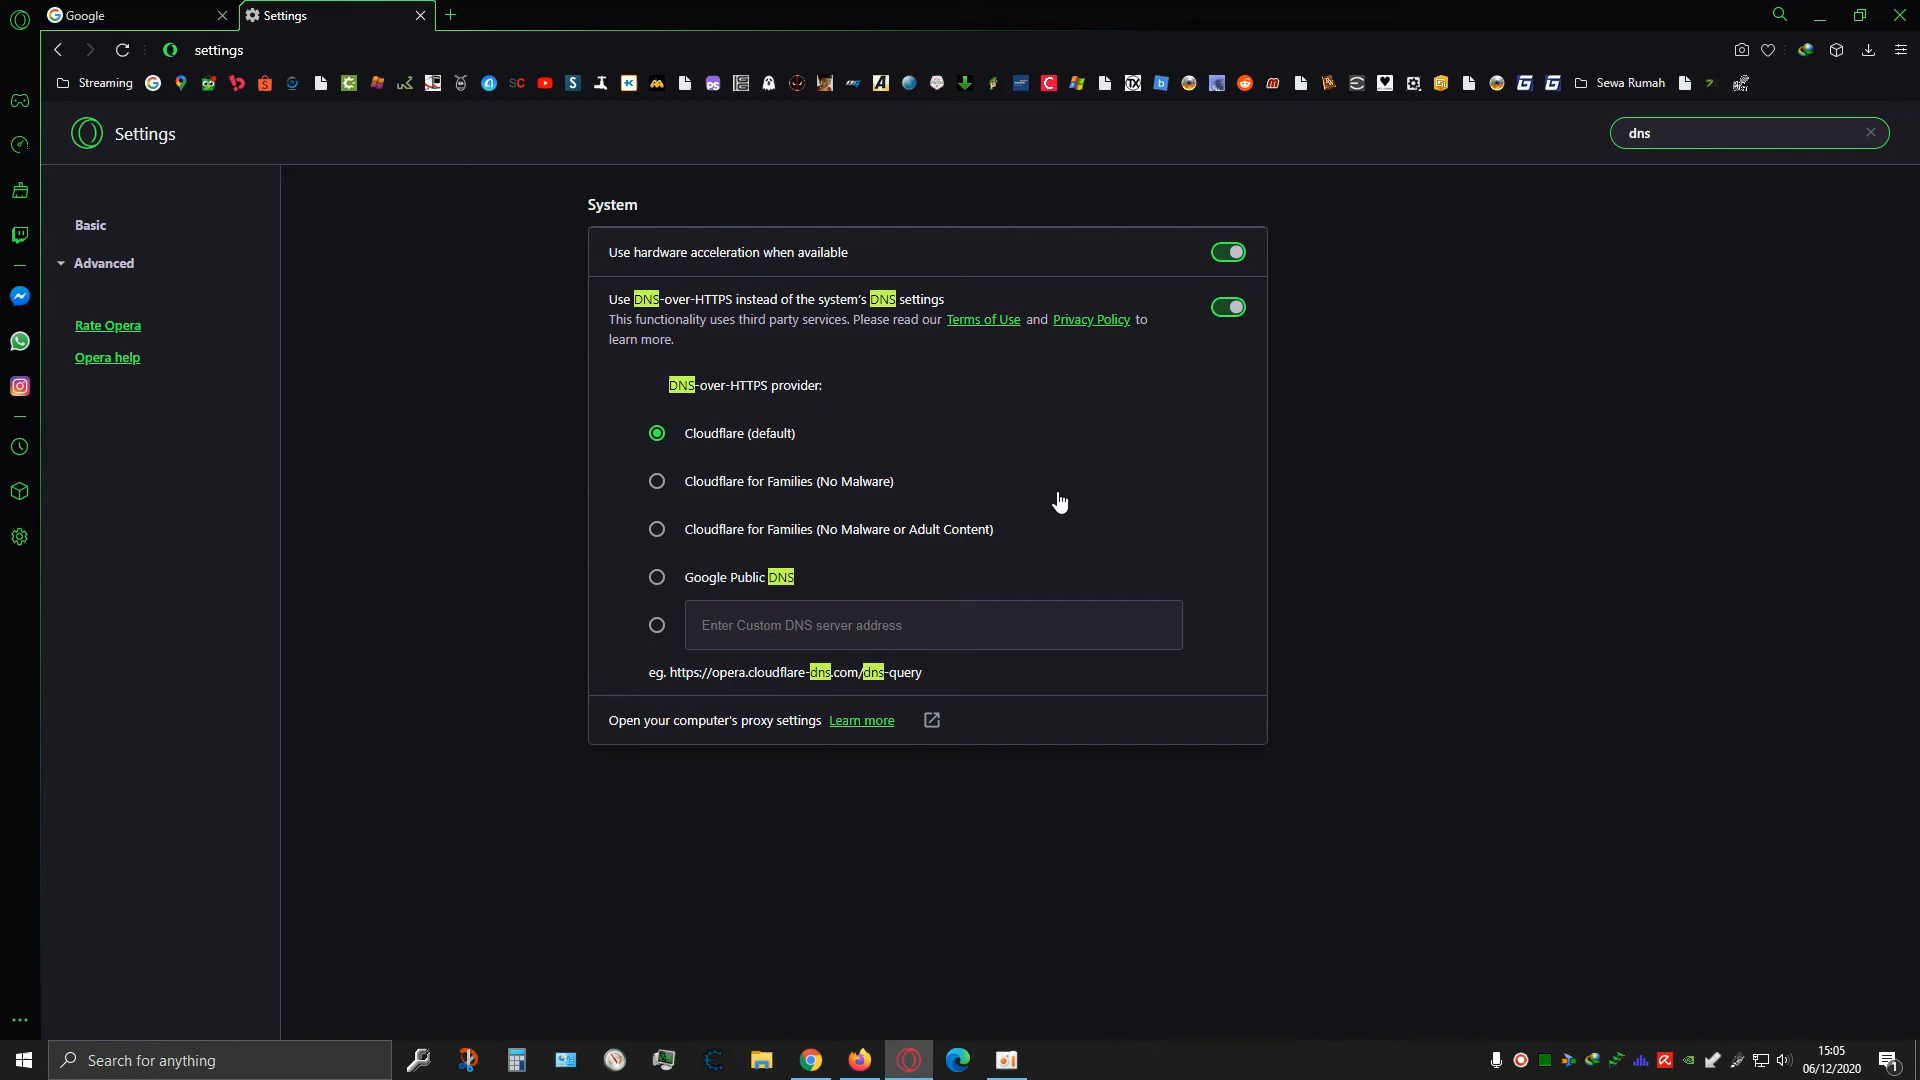 Google
Settings
settings
Streaming
Sewa Rumah
Settings
dns
Basic
Advanced
Rate Opera
Opera help
System
Use hardware acceleration when available
Use DNS-over-HTTPS instead of the system's DNS settings
This functionality uses third party services. Please read our Terms of Use and Privacy Policy to
learn more.
DNS-over-HTTPS provider:
Cloudflare (default)
Cloudflare for Families (No Malware)
Cloudflare for Families (No Malware or Adult Content)
Google Public DNS
Enter Custom DNS server address
eg. https://opera.cloudflare-dns.com/dns-query
Open your computer's proxy settings Learn more
Search for anything
15:05
06/12/2020
1